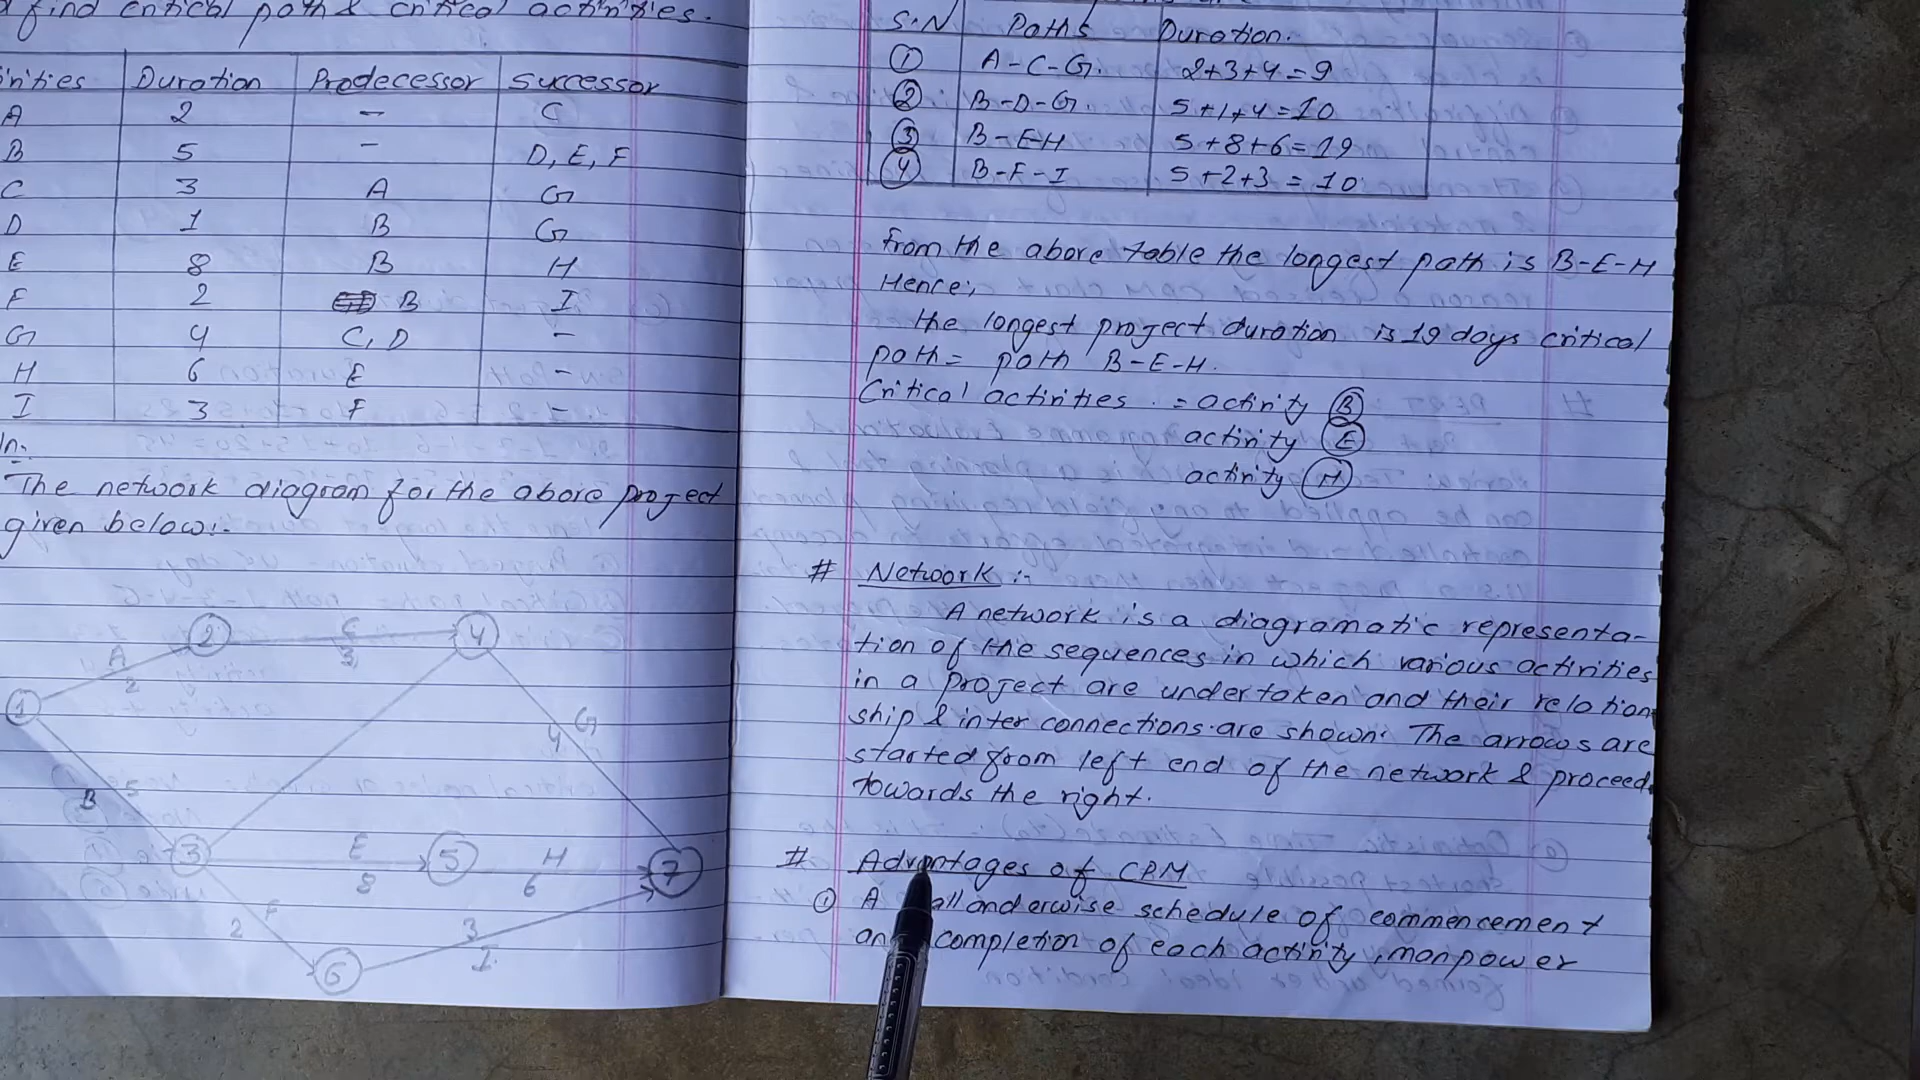 find critical path & critical activities.
Duration Prodecessor Successor
A 2 - C
B 5 - D, E, F
C 3 A G
D 1 B G
E 8 B H
F 2 B I
G 4 C, D -
H 6 E -
I 3 F -
The network diagram for the above project
given below:-
1 2 3 4 5 6 7
A 2
C 3
B 5
G 4
E 8
H 6
F 2
I 3
S.N Paths Duration.
1 A-C-G. 2+3+4=9
2 B-D-G. 5+1+4=10
3 B-E-H 5+8+6=19
4 B-F-I 5+2+3=10
from the above table the longest path is B-E-H
Hence;
the longest project duration is 19 days critical
path= path B-E-H.
Critical activities = activity B
activity E
activity H
# Network :-
A network is a diagramatic representa-
tion of the sequences in which various activities
in a project are undertaken and their relation
ship & inter connections are shown. The arrows are
started from left end of the network & proceed
towards the right.
# Advantages of CPM
1 A all and erwise schedule of commencement
completion of each activity, manpower